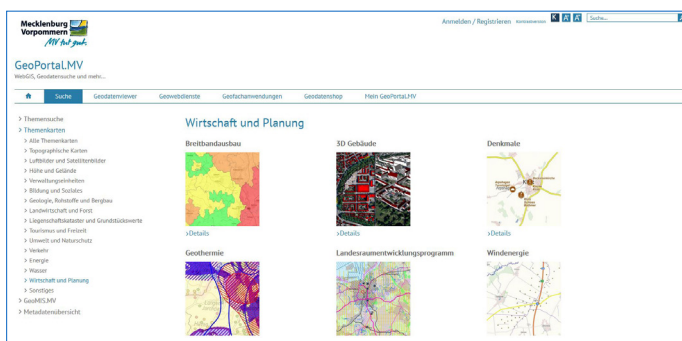 Mecklenburg
Vorpommern
MV tut gut.
Anmelden / Registrieren
Kontrastversion
K
Suche...
GeoPortal.MV
WebGIS, Geodatensuche und mehr...
Suche
Geodatenviewer
Geowebdienste
Geofachanwendungen
Geodatenshop
Mein GeoPortal.MV
> Themensuche
> Themenkarten
> Alle Themenkarten
> Topographische Karten
> Luftbilder und Satellitenbilder
> Höhe und Gelände
> Verwaltungseinheiten
> Bildung und Soziales
> Geologie, Rohstoffe und Bergbau
> Landwirtschaft und Forst
> Liegenschaftskataster und Grundstückswerte
> Tourismus und Freizeit
> Umwelt und Naturschutz
> Verkehr
> Energie
> Wasser
> Wirtschaft und Planung
> Sonstiges
> GeoMIS.MV
> Metadatenübersicht
Wirtschaft und Planung
Breitbandausbau
3D Gebäude
Denkmale
>Details
>Details
>Details
Geothermie
Landesraumentwicklungsprogramm
Windenergie